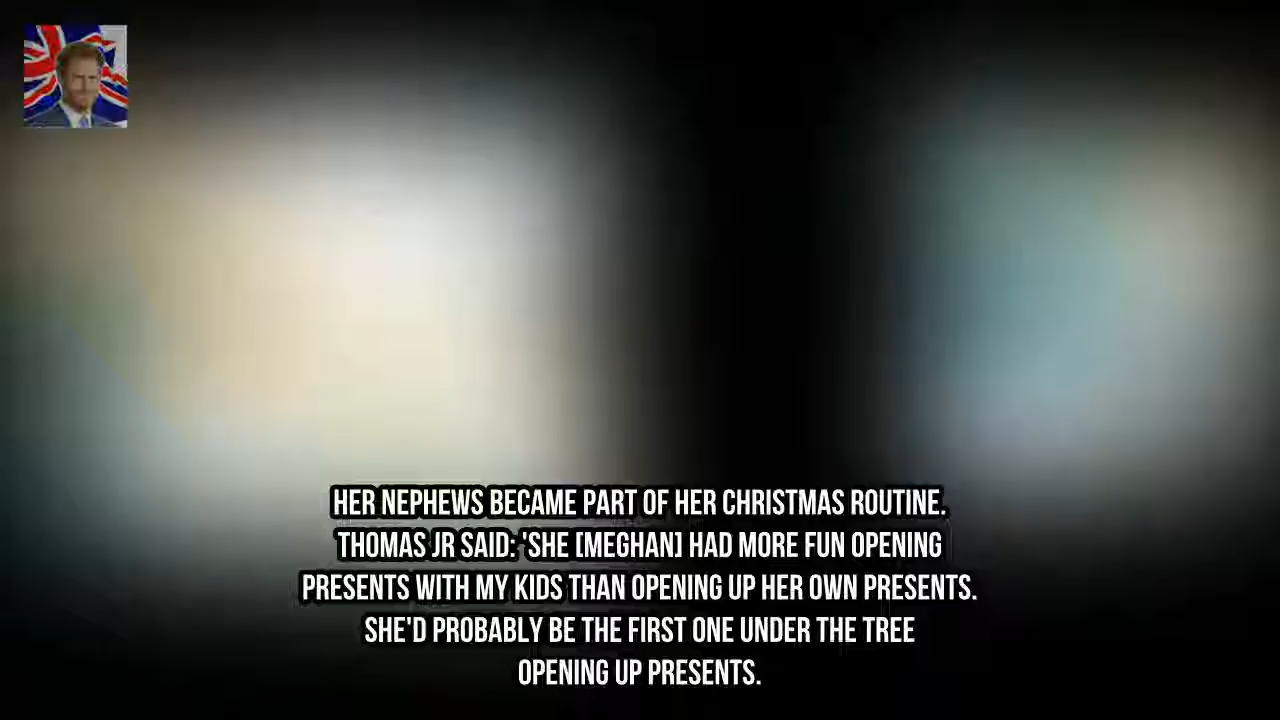 HER NEPHEWS BECAME PART OF HER CHRISTMAS ROUTINE.
THOMAS JR SAID: 'SHE [MEGHAN] HAD MORE FUN OPENING
PRESENTS WITH MY KIDS THAN OPENING UP HER OWN PRESENTS.
SHE'D PROBABLY BE THE FIRST ONE UNDER THE TREE
OPENING UP PRESENTS.